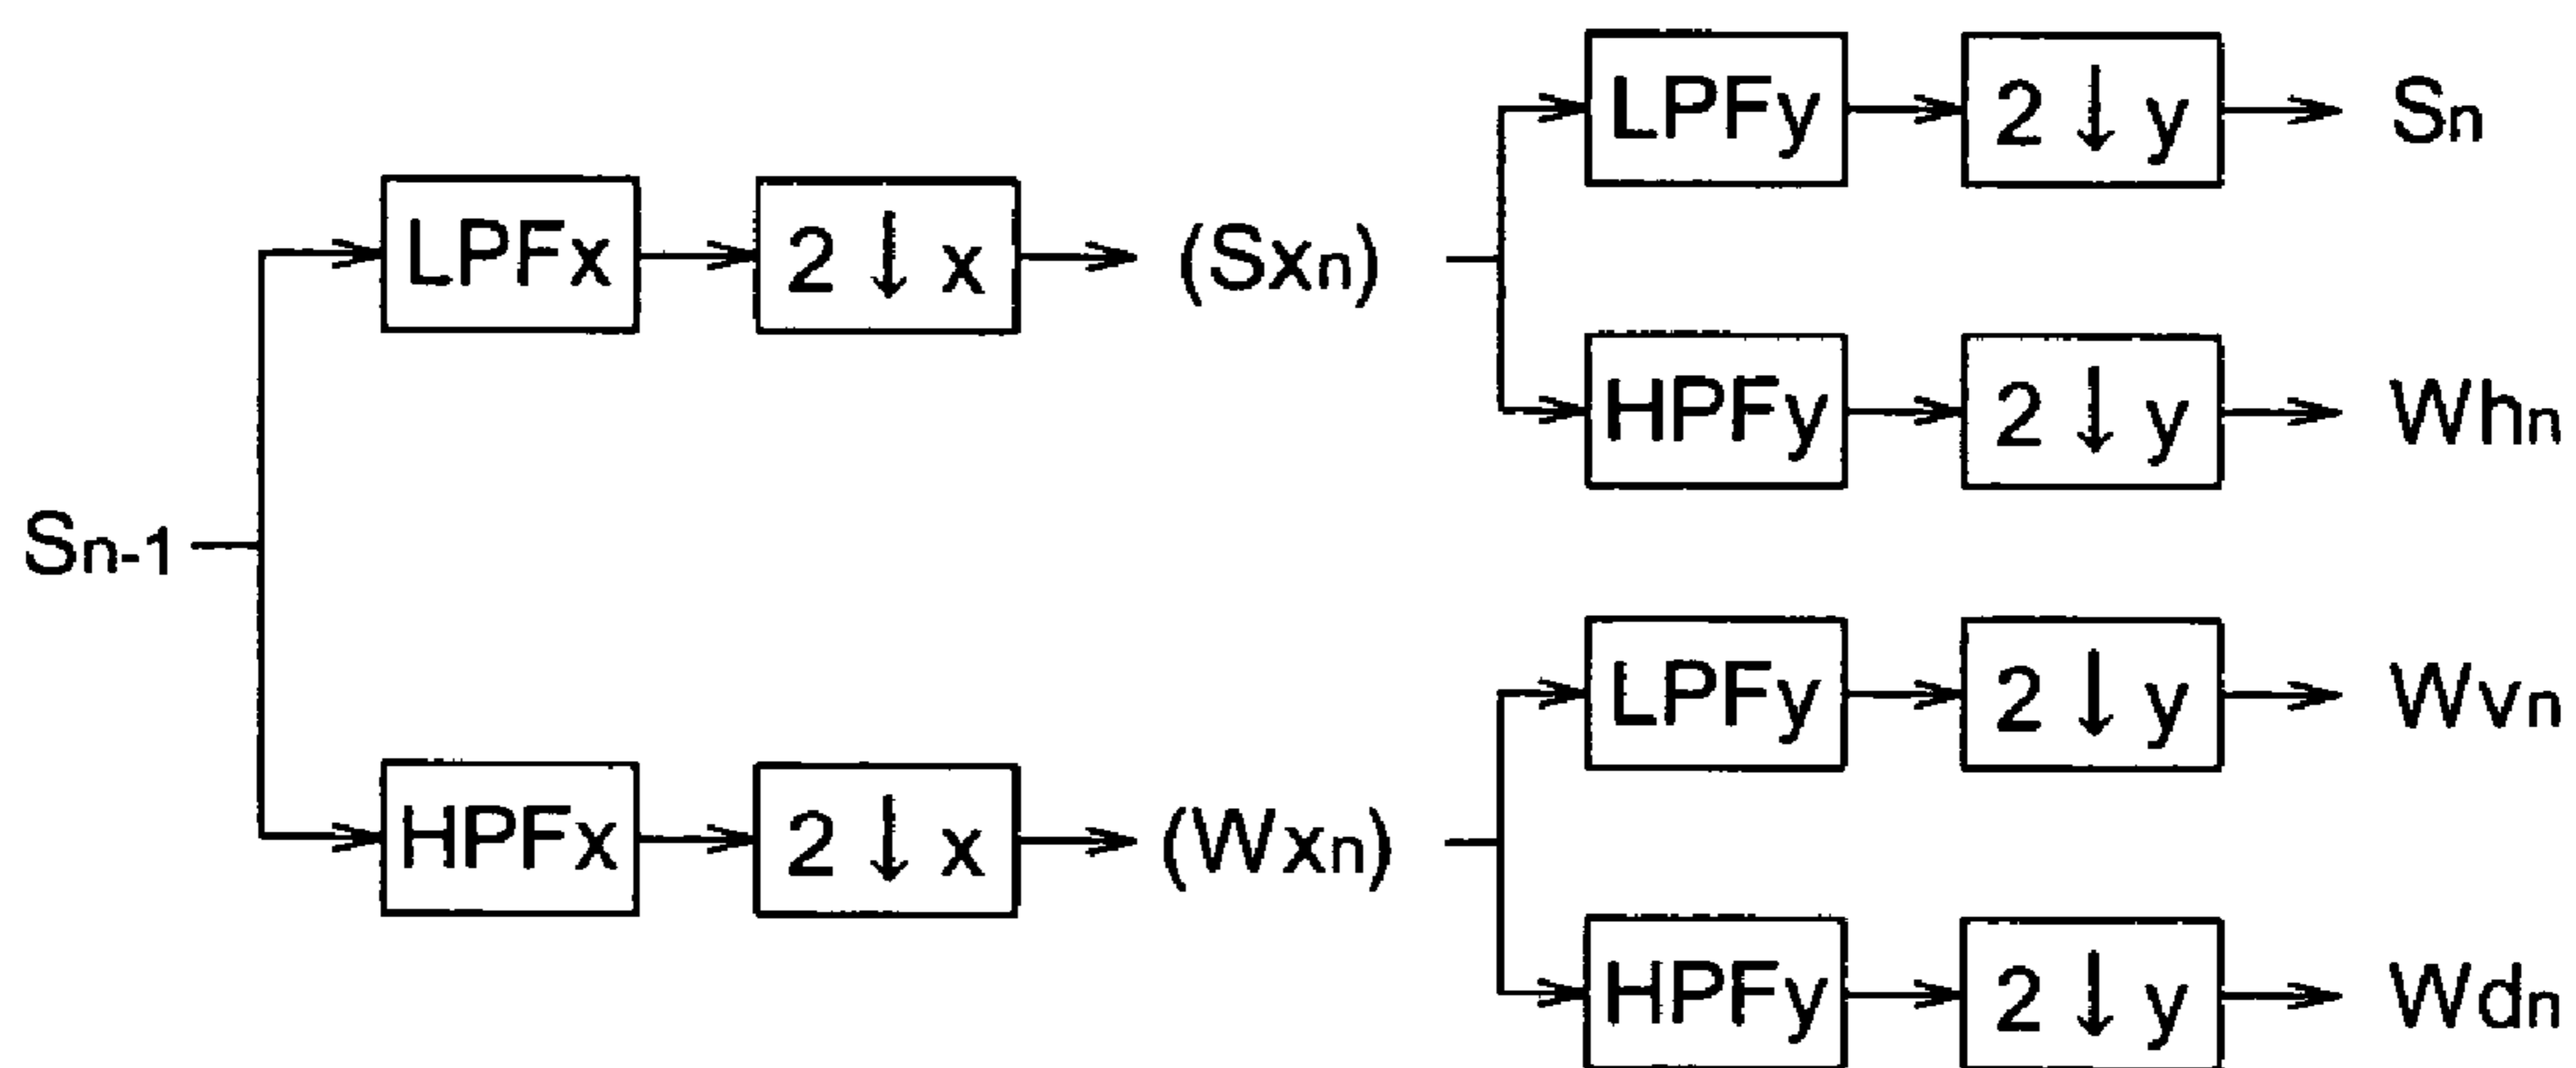 LPFy 2 ↓ y Sn
LPFx 2 ↓ x (Sxn)
HPFy 2 ↓ y Whn
Sn-1
LPFy 2 ↓ y Wvn
HPFx 2 ↓ x (Wxn)
HPFy 2 ↓ y Wdn